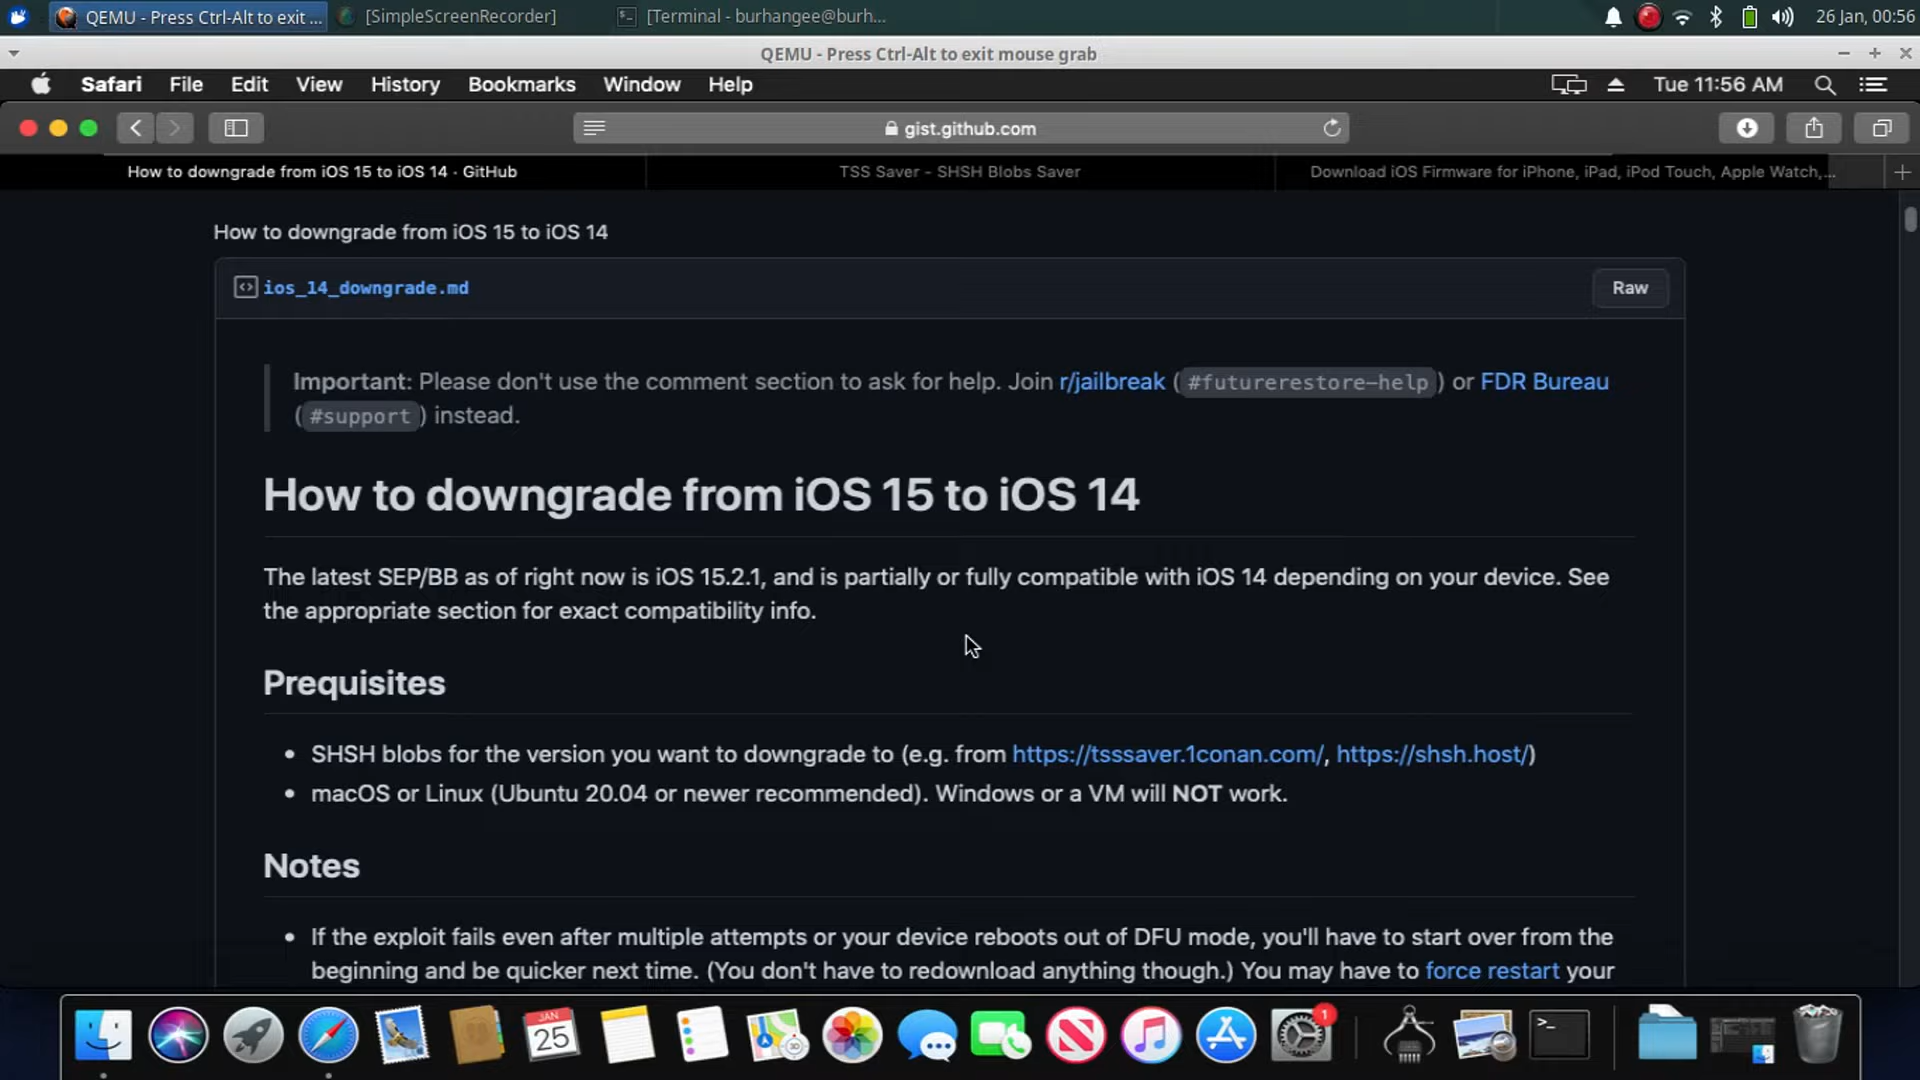 QEMU - Press Ctrl-Alt to exit ...
[SimpleScreenRecorder]
[Terminal - burhangee@burh...
26 Jan, 00:56
QEMU - Press Ctrl-Alt to exit mouse grab
Safari File Edit View History Bookmarks Window Help
Tue 11:56 AM
gist.github.com
How to downgrade from iOS 15 to iOS 14 · GitHub
TSS Saver - SHSH Blobs Saver
Download iOS Firmware for iPhone, iPad, iPod Touch, Apple Watch,...
How to downgrade from iOS 15 to iOS 14
ios_14_downgrade.md
Raw
Important: Please don't use the comment section to ask for help. Join r/jailbreak ( #futurerestore-help ) or FDR Bureau
( #support ) instead.
How to downgrade from iOS 15 to iOS 14
The latest SEP/BB as of right now is iOS 15.2.1, and is partially or fully compatible with iOS 14 depending on your device. See
the appropriate section for exact compatibility info.
Prequisites
• SHSH blobs for the version you want to downgrade to (e.g. from https://tsssaver.1conan.com/, https://shsh.host/)
• macOS or Linux (Ubuntu 20.04 or newer recommended). Windows or a VM will NOT work.
Notes
• If the exploit fails even after multiple attempts or your device reboots out of DFU mode, you'll have to start over from the
beginning and be quicker next time. (You don't have to redownload anything though.) You may have to force restart your
JAN
25
1